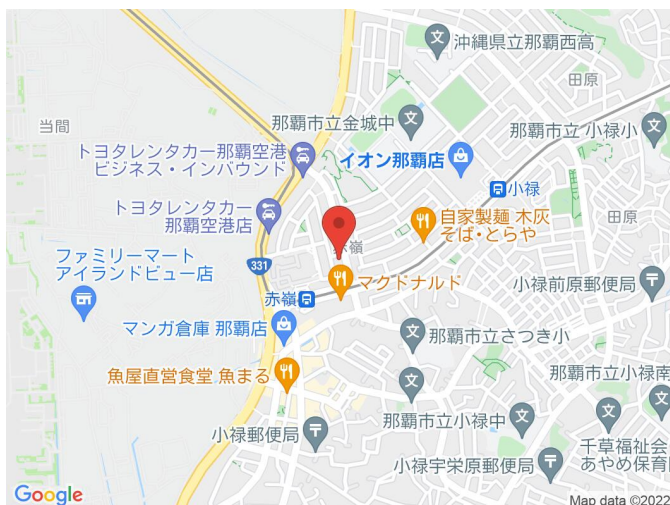 沖縄県立那覇西高
田原
当間
那覇市立金城中
那覇市立 小禄小
トヨタレンタカー那覇空港
ビジネス・インバウンド
イオン那覇店
小禄
トヨタレンタカー
那覇空港店
自家製麺 木灰
そば・とらや
田原
赤嶺
ファミリーマート
アイランドビュー店
331
小禄前原郵便局
マクドナルド
赤嶺
マンガ倉庫 那覇店
那覇市立さつき小
魚屋直営食堂 魚まる
那覇市立小禄南
小禄郵便局
那覇市立小禄中
千草福祉会
あやめ保育
小禄宇栄原郵便局
Google
Map data ©2022